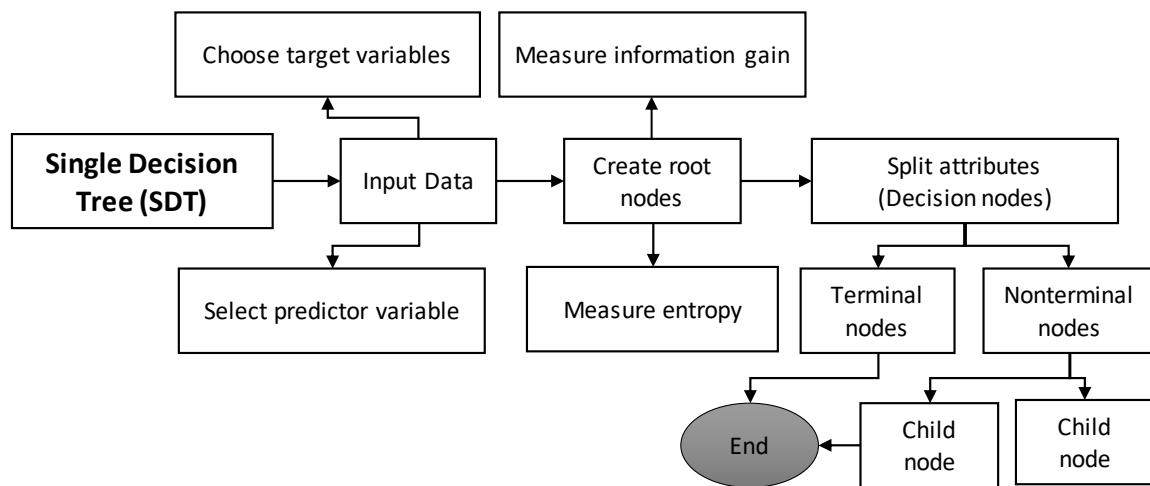 Choose target variables
Measure information gain
Single Decision
Tree (SDT)
Input Data
Create root
nodes
Split attributes
(Decision nodes)
Select predictor variable
Measure entropy
Terminal
nodes
Nonterminal
nodes
End
Child
node
Child
node